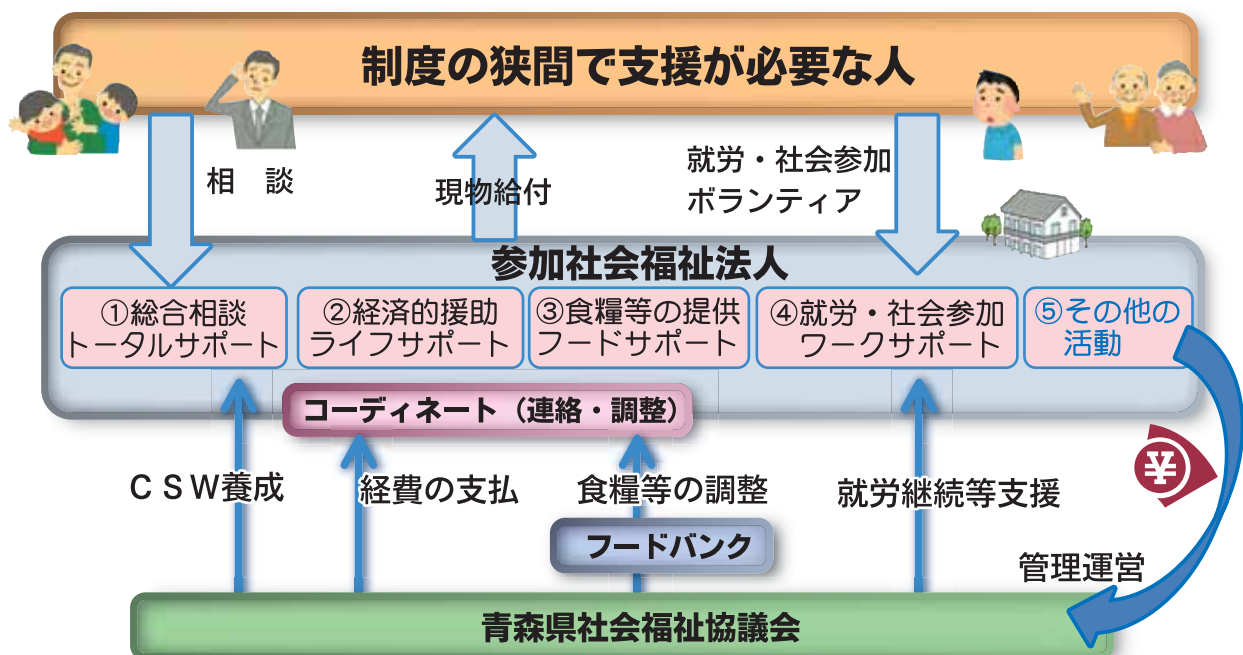 制度の狭間で支援が必要な人
相　談
現物給付
就労・社会参加
ボランティア
参加社会福祉法人
①総合相談
トータルサポート
②経済的援助
ライフサポート
③食糧等の提供
フードサポート
④就労・社会参加
ワークサポート
⑤その他の
活動
コーディネート（連絡・調整）
ＣＳＷ養成
経費の支払
食糧等の調整
就労継続等支援
¥
フードバンク
管理運営
青森県社会福祉協議会